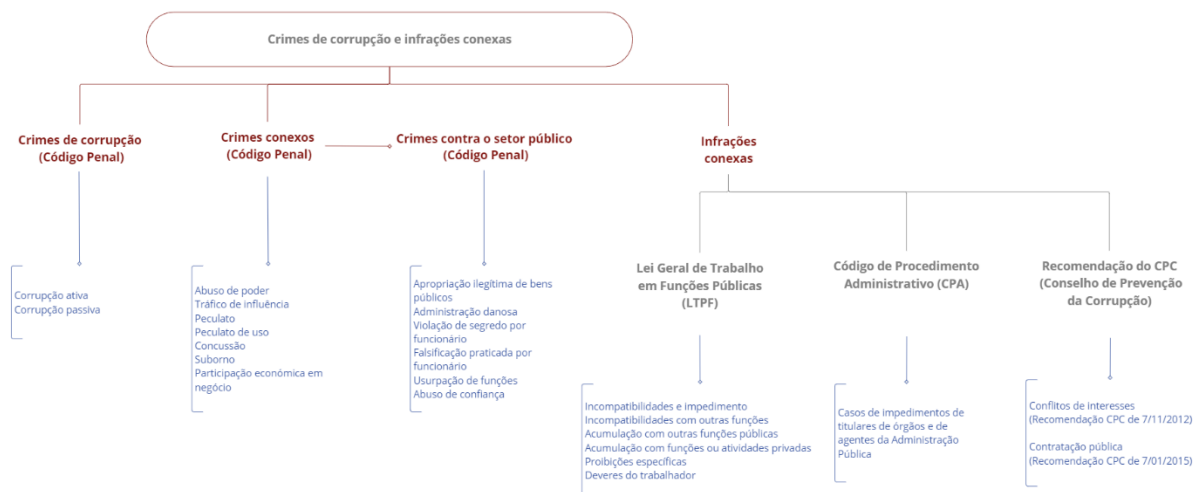 Crimes de corrupção e infrações conexas
Crimes de corrupção
(Código Penal)
Crimes conexos
(Código Penal)
Crimes contra o setor público
(Código Penal)
Infrações
conexas
Corrupção ativa
Corrupção passiva
Abuso de poder
Tráfico de influência
Peculato
Peculato de uso
Concussão
Suborno
Participação económica em
negócio
Apropriação ilegítima de bens
públicos
Administração danosa
Violação de segredo por
funcionário
Falsificação praticada por
funcionário
Usurpação de funções
Abuso de confiança
Lei Geral de Trabalho
em Funções Públicas
(LTPF)
Incompatibilidades e impedimento
Incompatibilidades com outras funções
Acumulação com outras funções públicas
Acumulação com funções ou atividades privadas
Proibições específicas
Deveres do trabalhador
Código de Procedimento
Administrativo (CPA)
Casos de impedimentos de
titulares de órgãos e de
agentes da Administração
Pública
Recomendação do CPC
(Conselho de Prevenção
da Corrupção)
Conflitos de interesses
(Recomendação CPC de 7/11/2012)
Contratação pública
(Recomendação CPC de 7/01/2015)